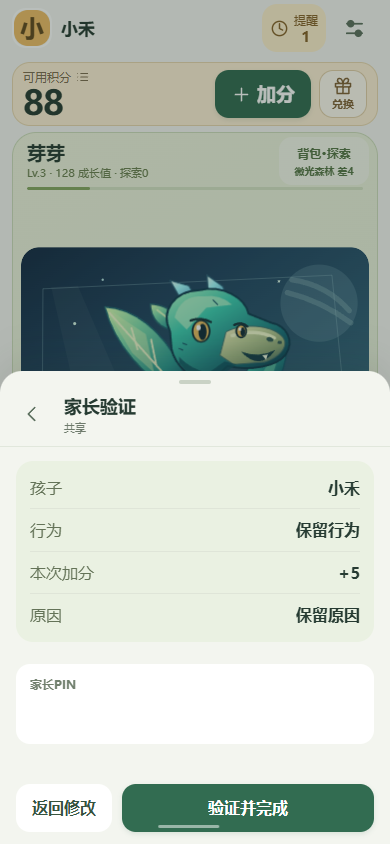 小 小禾
提醒
1
可用积分
88
+ 加分
兑换
芽芽
Lv.3 · 128 成长值 · 探索0
背包•探索
微光森林 差4
家长验证
共享
孩子 小禾
行为 保留行为
本次加分 +5
原因 保留原因
家长PIN
返回修改 验证并完成